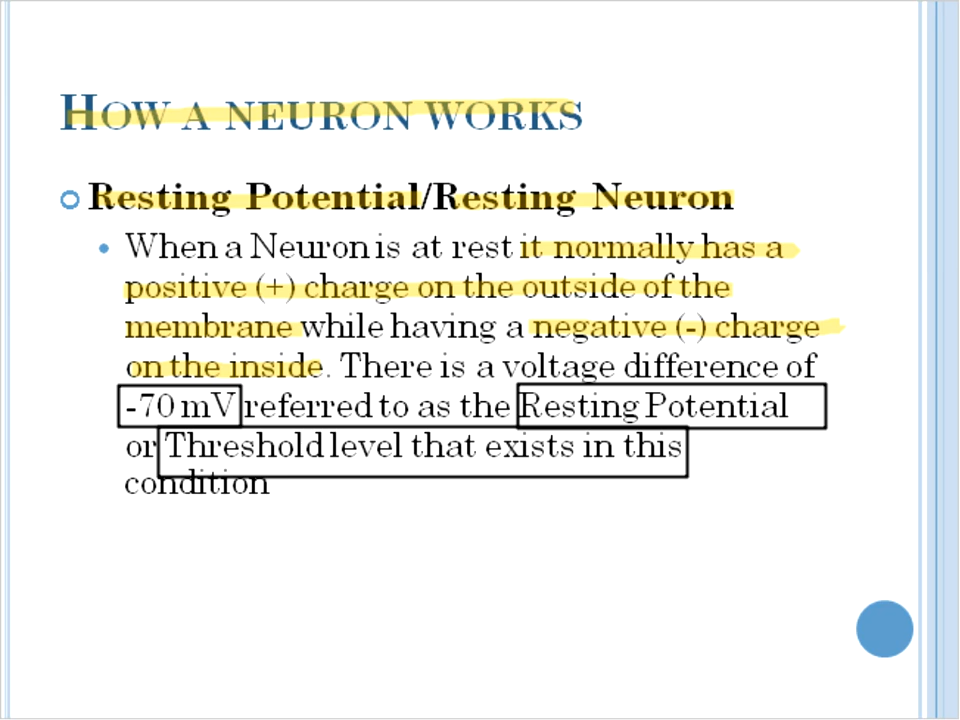 HOW A NEURON WORKS
Resting Potential/Resting Neuron
When a Neuron is at rest it normally has a
positive (+) charge on the outside of the
membrane while having a negative (-) charge
on the inside. There is a voltage difference of
-70 mV referred to as the Resting Potential
or Threshold level that exists in this
condition